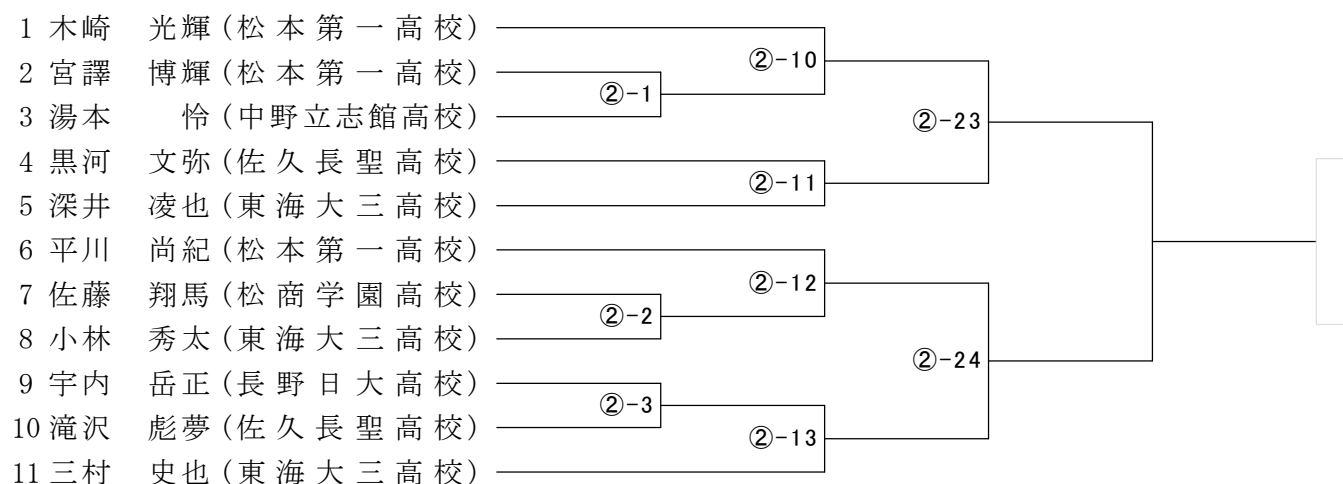 1 木崎 光輝(松本第一高校)
②-10
2 宮譯 博輝(松本第一高校)
②-1
3 湯本 怜(中野立志館高校)
②-23
4 黒河 文弥(佐久長聖高校)
②-11
5 深井 凌也(東海大三高校)
6 平川 尚紀(松本第一高校)
②-12
7 佐藤 翔馬(松商学園高校)
②-2
8 小林 秀太(東海大三高校)
②-24
9 宇内 岳正(長野日大高校)
②-3
10 滝沢 彪夢(佐久長聖高校)
②-13
11 三村 史也(東海大三高校)